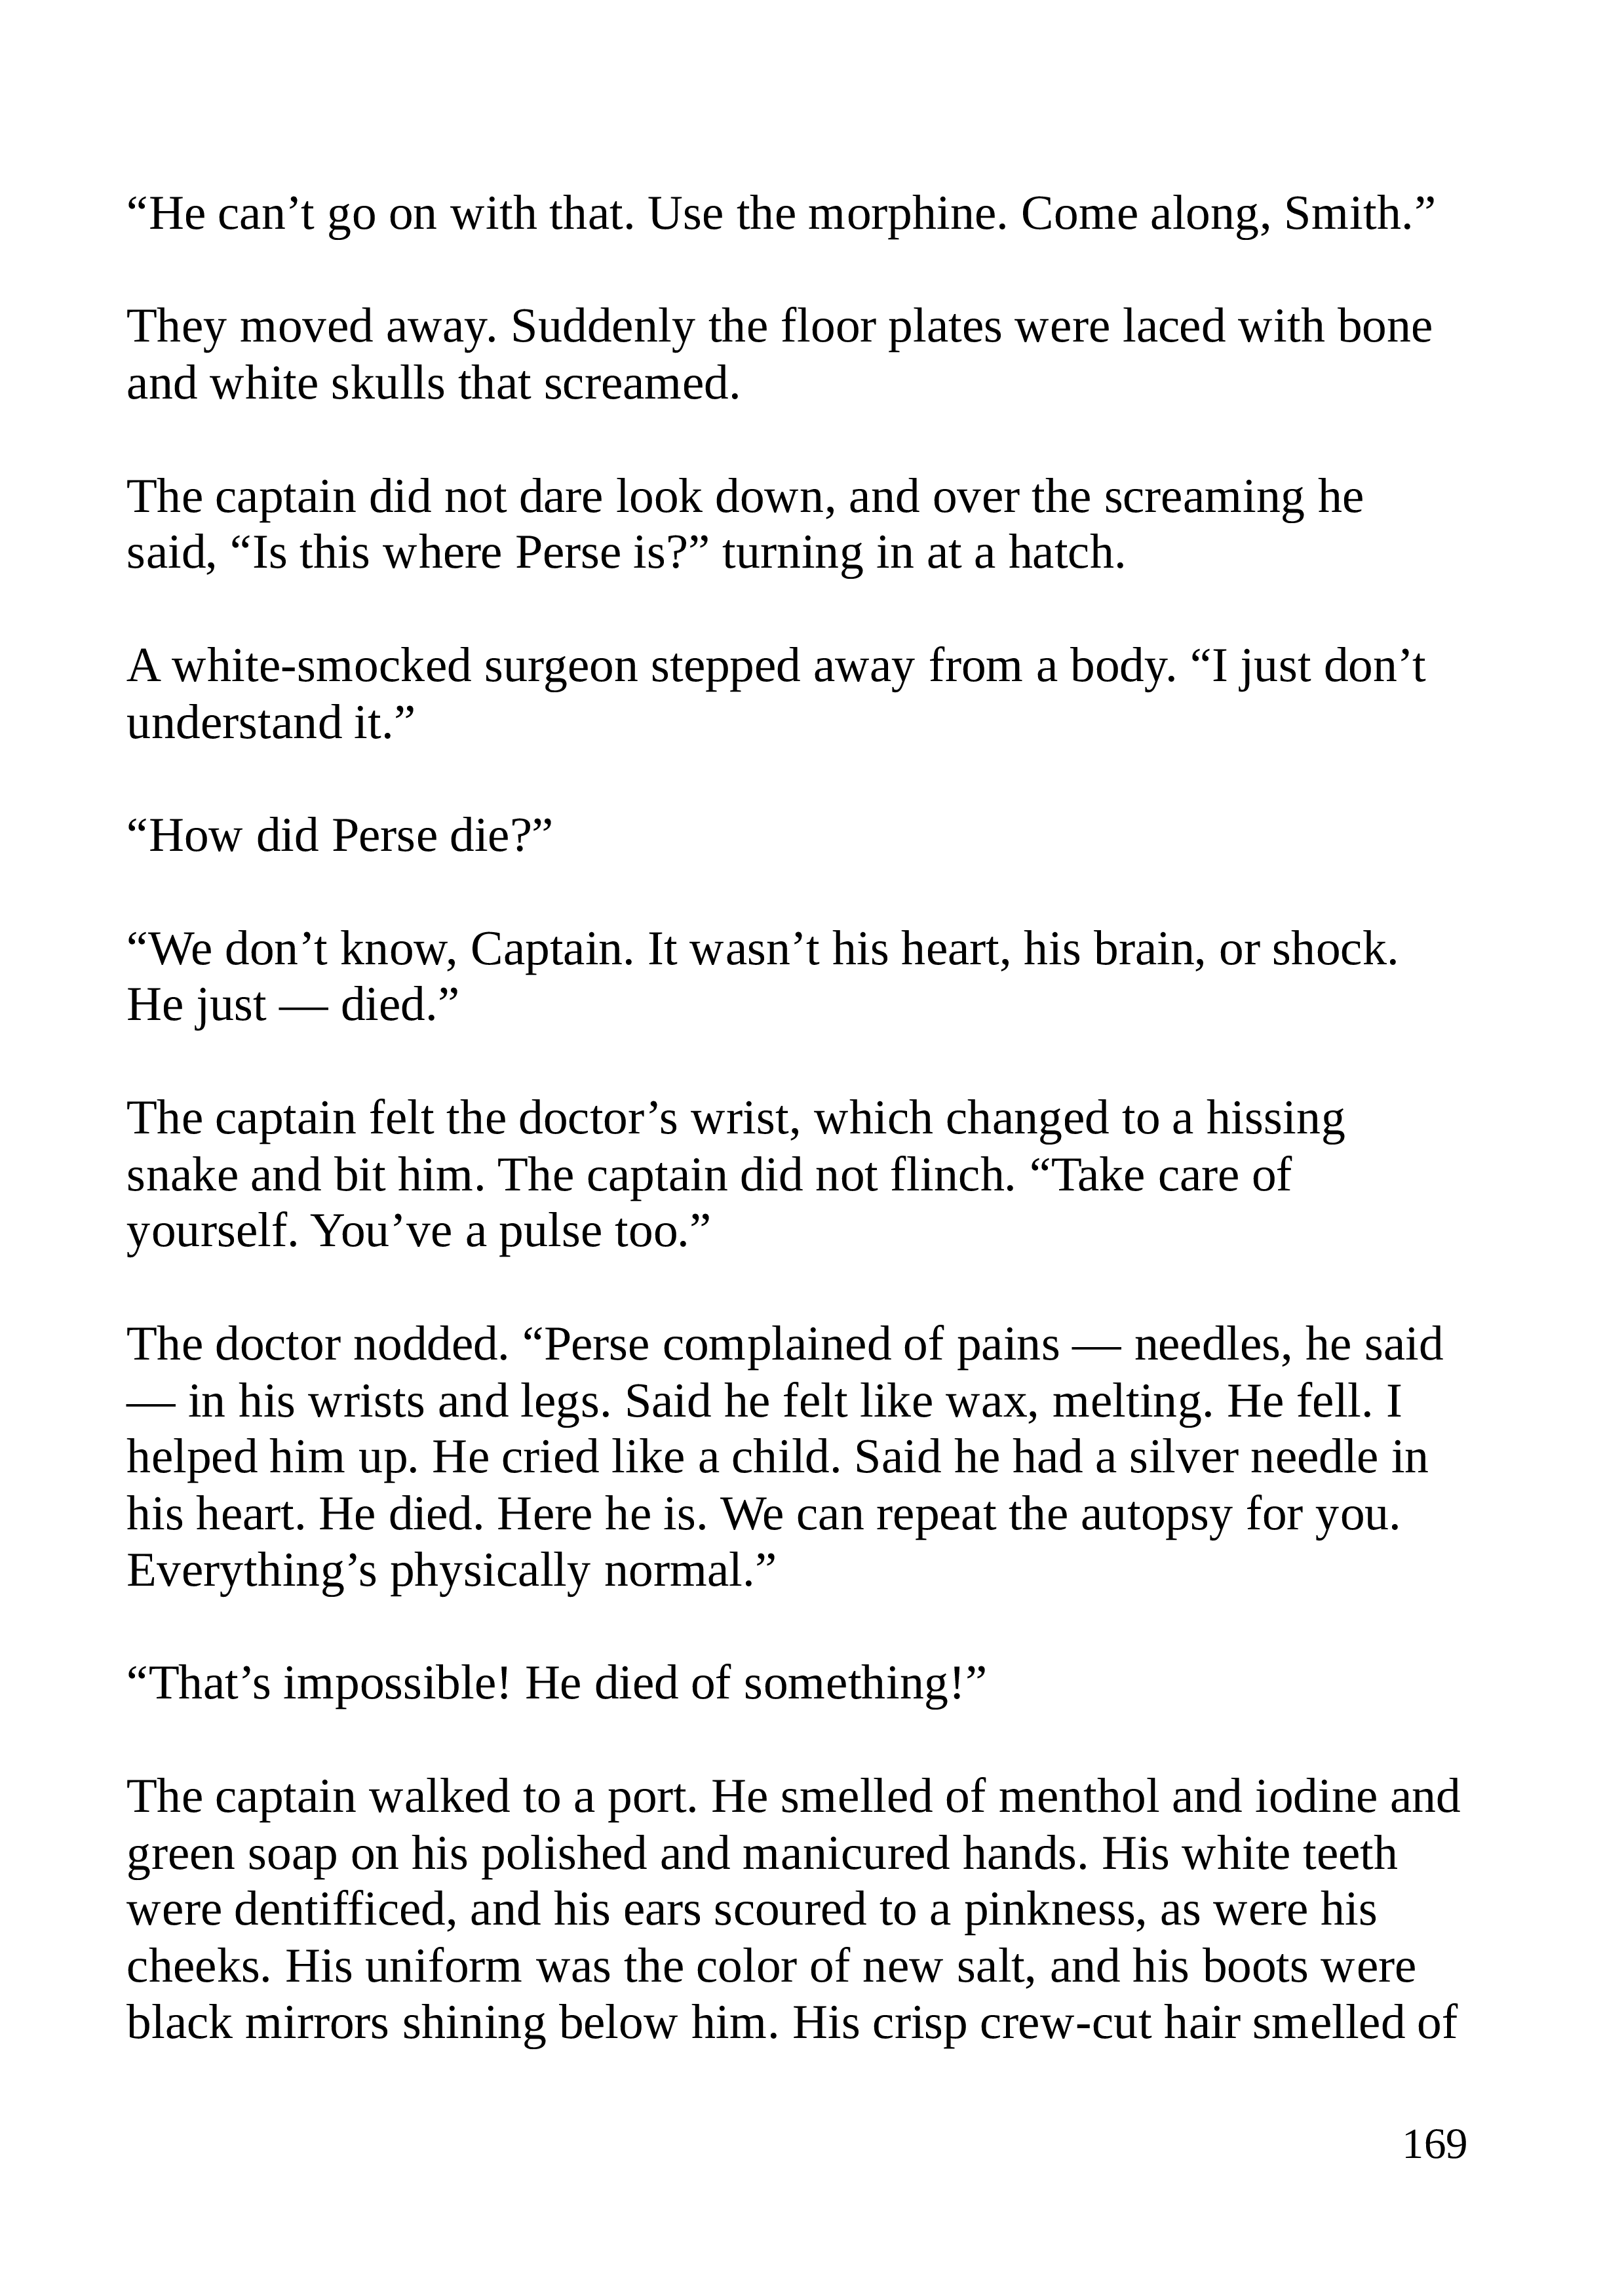 “He can’t go on with that. Use the morphine. Come along, Smith.”
They moved away. Suddenly the floor plates were laced with bone
and white skulls that screamed.
The captain did not dare look down, and over the screaming he
said, “Is this where Perse is?” turning in at a hatch.
A white-smocked surgeon stepped away from a body. “I just don’t
understand it.”
“How did Perse die?”
“We don’t know, Captain. It wasn’t his heart, his brain, or shock.
He just — died.”
The captain felt the doctor’s wrist, which changed to a hissing
snake and bit him. The captain did not flinch. “Take care of
yourself. You’ve a pulse too.”
The doctor nodded. “Perse complained of pains — needles, he said
— in his wrists and legs. Said he felt like wax, melting. He fell. I
helped him up. He cried like a child. Said he had a silver needle in
his heart. He died. Here he is. We can repeat the autopsy for you.
Everything’s physically normal.”
“That’s impossible! He died of something!”
The captain walked to a port. He smelled of menthol and iodine and
green soap on his polished and manicured hands. His white teeth
were dentifficed, and his ears scoured to a pinkness, as were his
cheeks. His uniform was the color of new salt, and his boots were
black mirrors shining below him. His crisp crew-cut hair smelled of
169